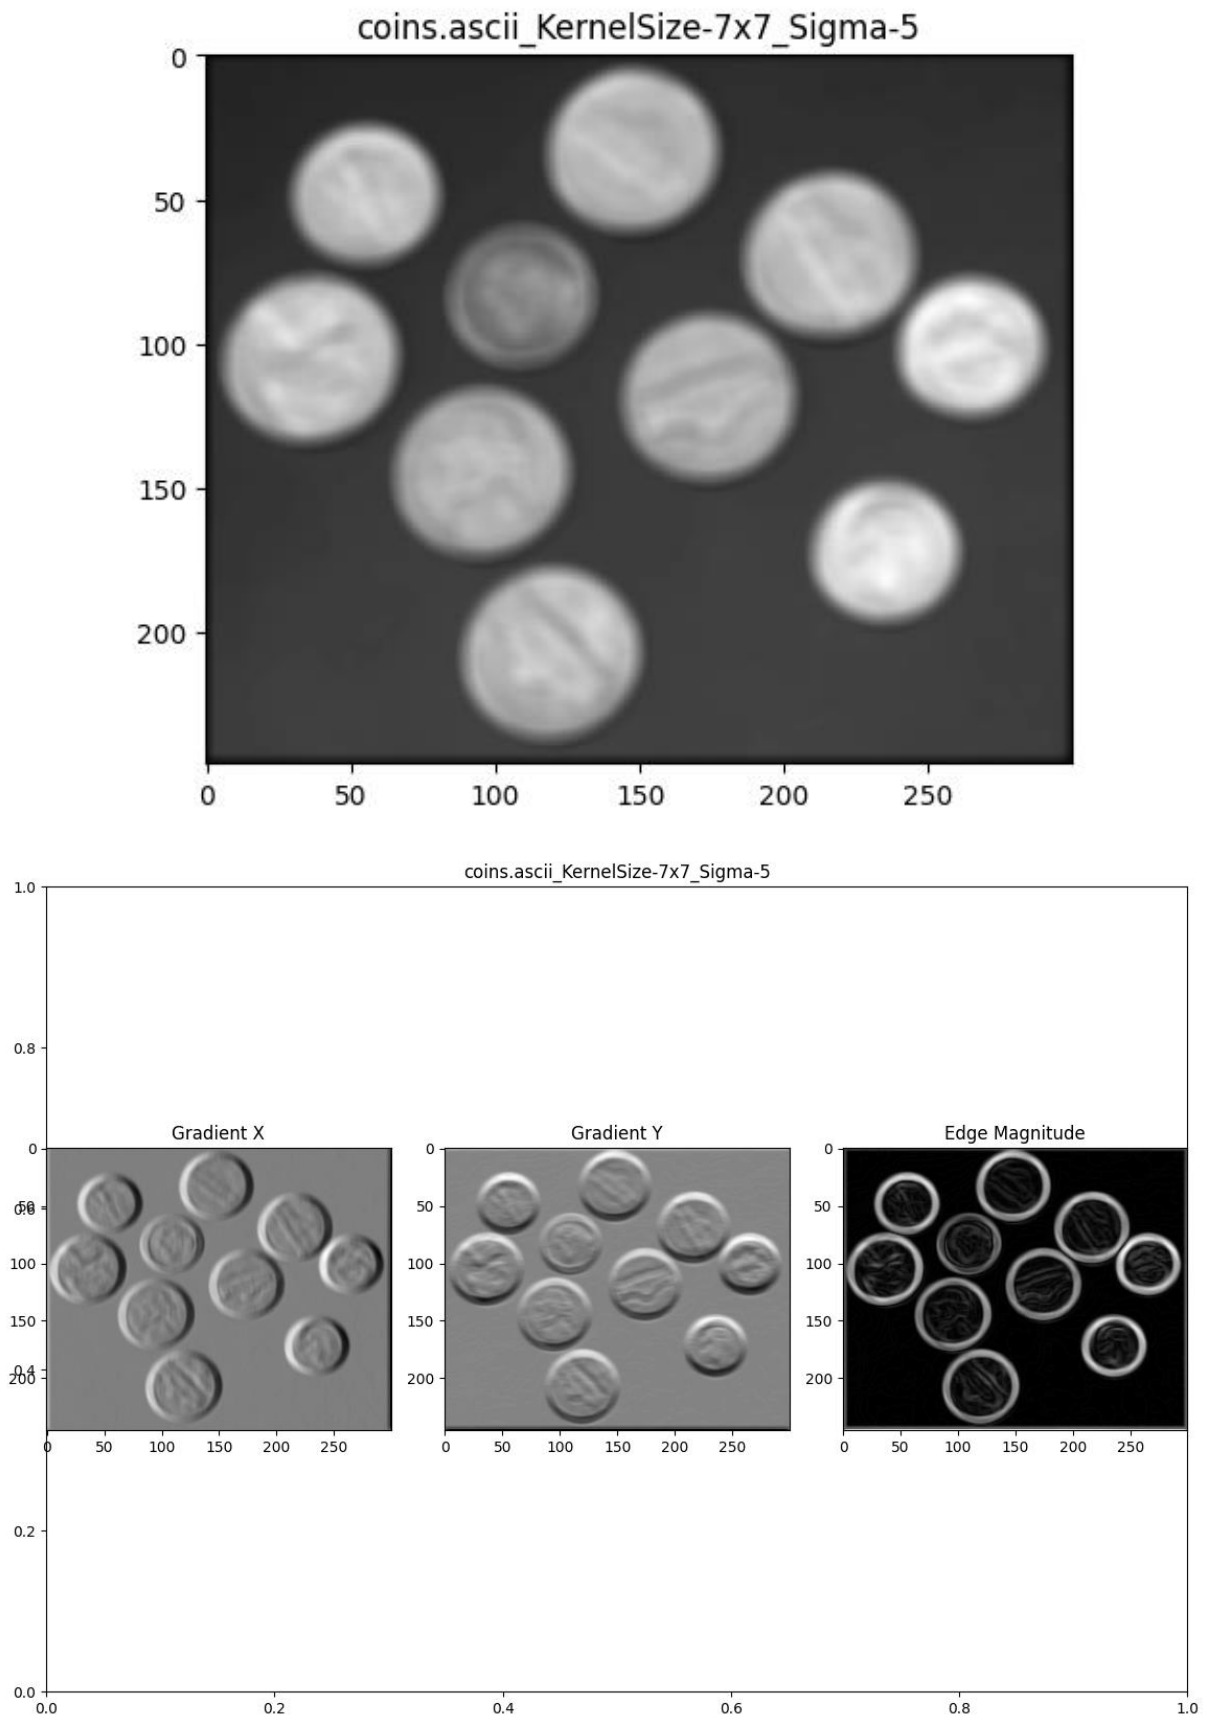 coins.ascii_KernelSize-7x7_Sigma-5
0
50
100
150
200
0 50 100 150 200 250
coins.ascii_KernelSize-7x7_Sigma-5
1.0
0.8
Gradient X Gradient Y Edge Magnitude
0 0 0
50 50 50
0.6
100 100 100
150 150 150
0.4
200 200 200
0 50 100 150 200 250 0 50 100 150 200 250 0 50 100 150 200 250
0.2
0.0
0.0 0.2 0.4 0.6 0.8 1.0